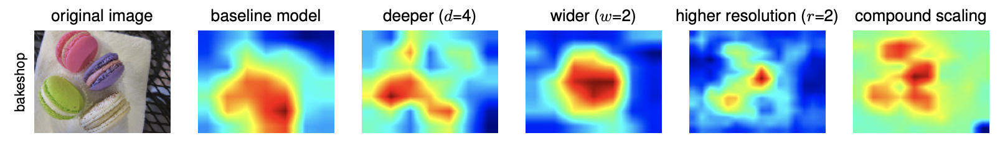 original image
baseline model
deeper (d=4)
wider (w=2)
higher resolution (r=2)
compound scaling
bakeshop